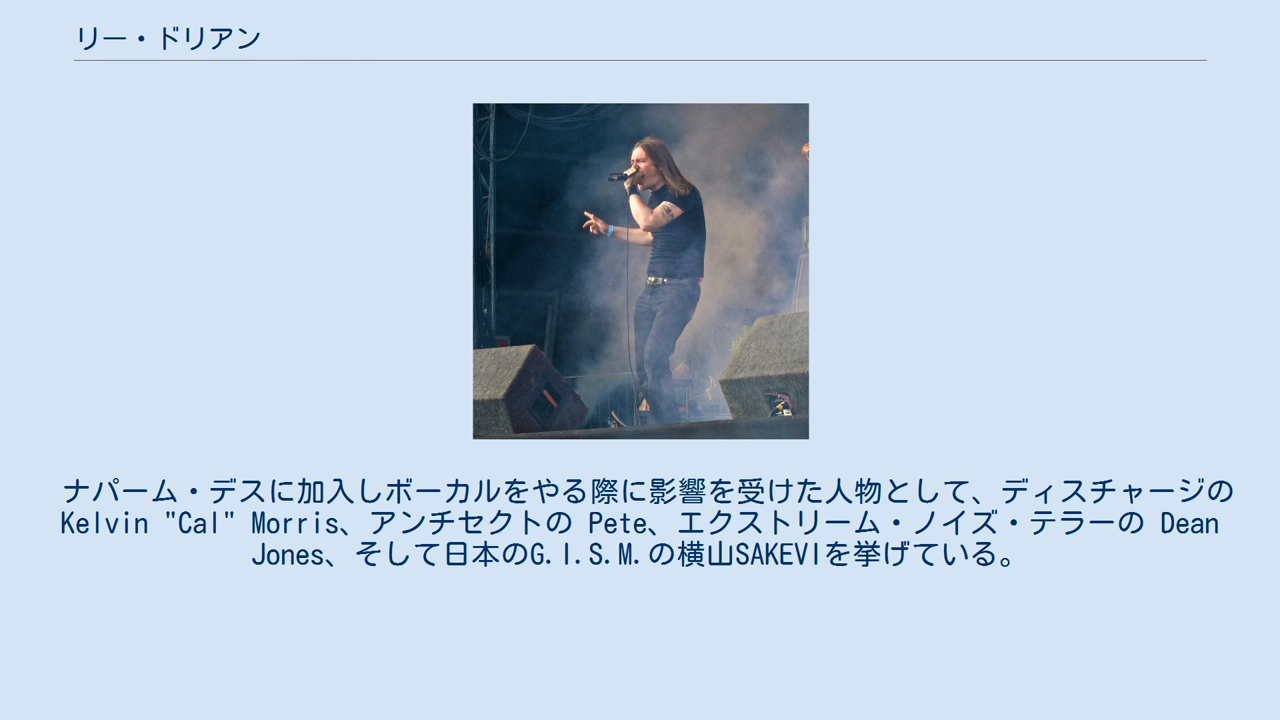 リー・ドリアン
ナパーム・デスに加入しボーカルをやる際に影響を受けた人物として、ディスチャージの
Kelvin "Cal" Morris、アンチセクトの Pete、エクストリーム・ノイズ・テラーの Dean
Jones、そして日本のG.I.S.M.の横山SAKEVIを挙げている。